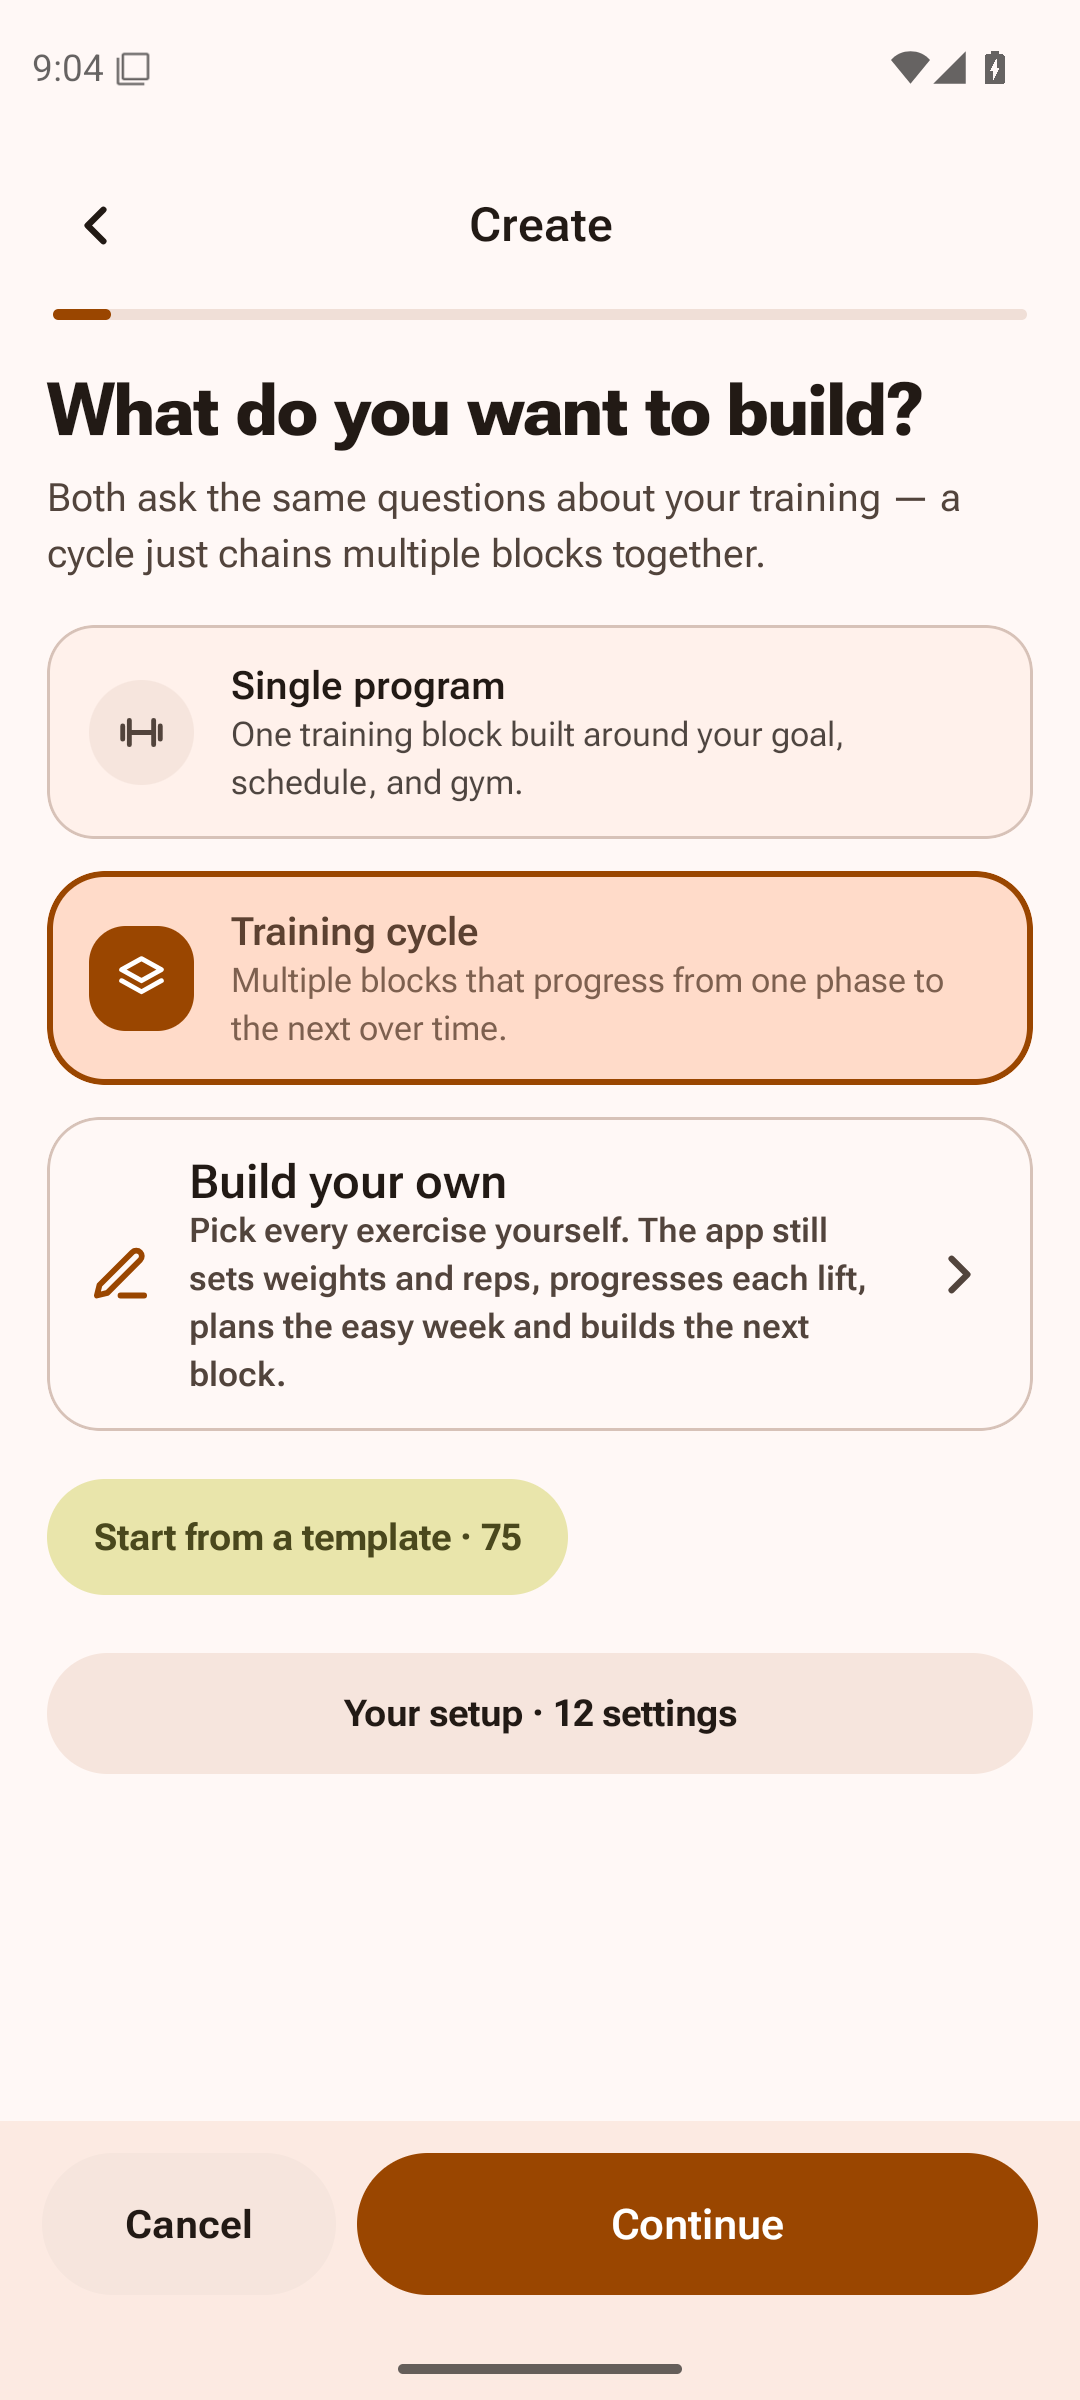 9:04
Create
What do you want to build?
Both ask the same questions about your training — a
cycle just chains multiple blocks together.
Single program
One training block built around your goal,
schedule, and gym.
Training cycle
Multiple blocks that progress from one phase to
the next over time.
Build your own
Pick every exercise yourself. The app still
sets weights and reps, progresses each lift,
plans the easy week and builds the next
block.
Start from a template · 75
Your setup · 12 settings
Cancel
Continue